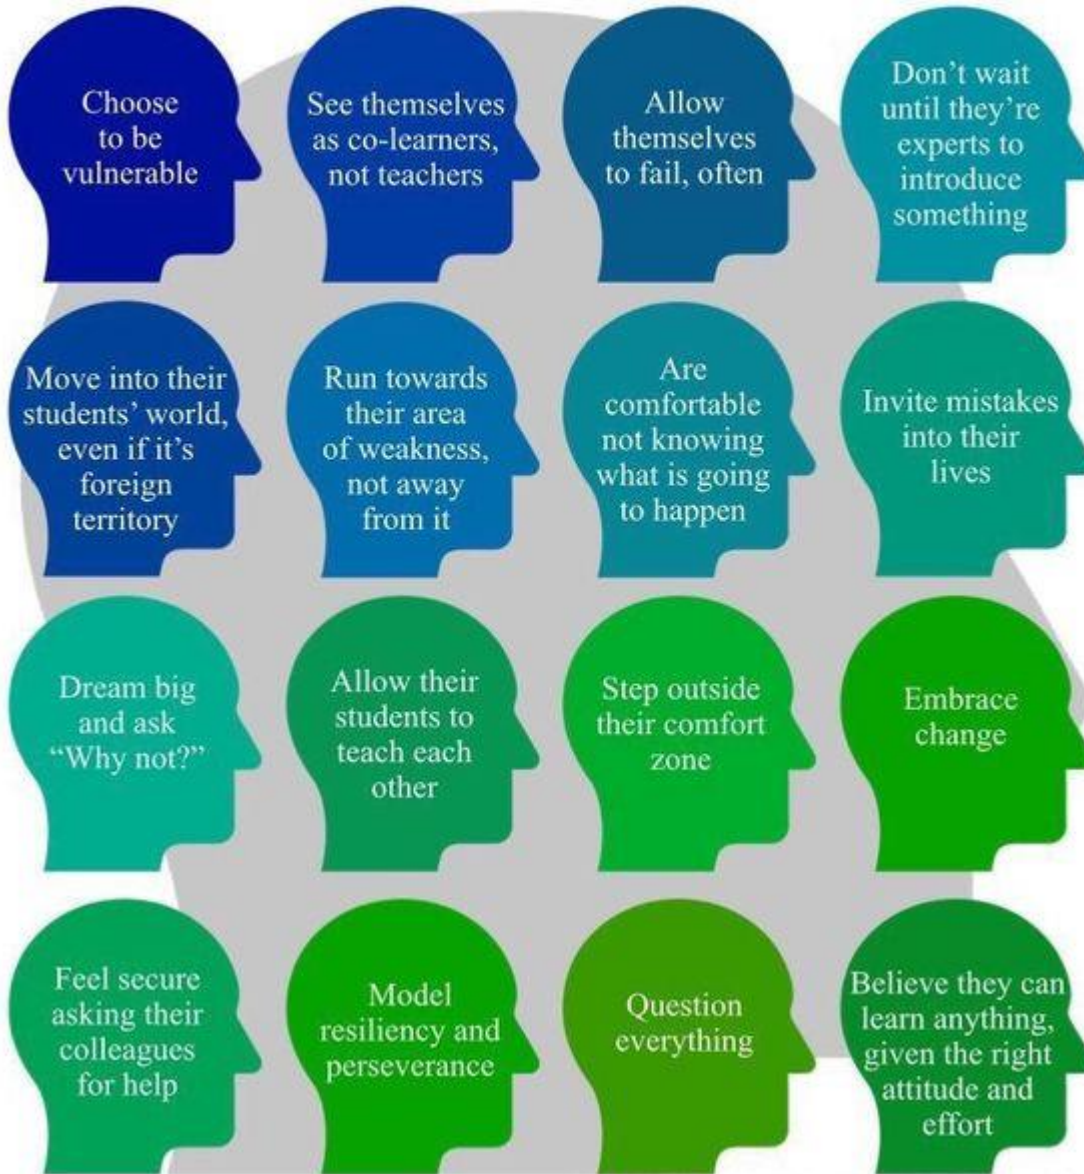 Choose
to be
vulnerable
See themselves
as co-learners,
not teachers
Allow
themselves
to fail, often
Don’t wait
until they’re
experts to
introduce
something
Move into their
students’ world,
even if it’s
foreign
territory
Run towards
their area
of weakness,
not away
from it
Are
comfortable
not knowing
what is going
to happen
Invite mistakes
into their
lives
Dream big
and ask
“Why not?”
Allow their
students to
teach each
other
Step outside
their comfort
zone
Embrace
change
Feel secure
asking their
colleagues
for help
Model
resiliency and
perseverance
Question
everything
Believe they can
learn anything,
given the right
attitude and
effort